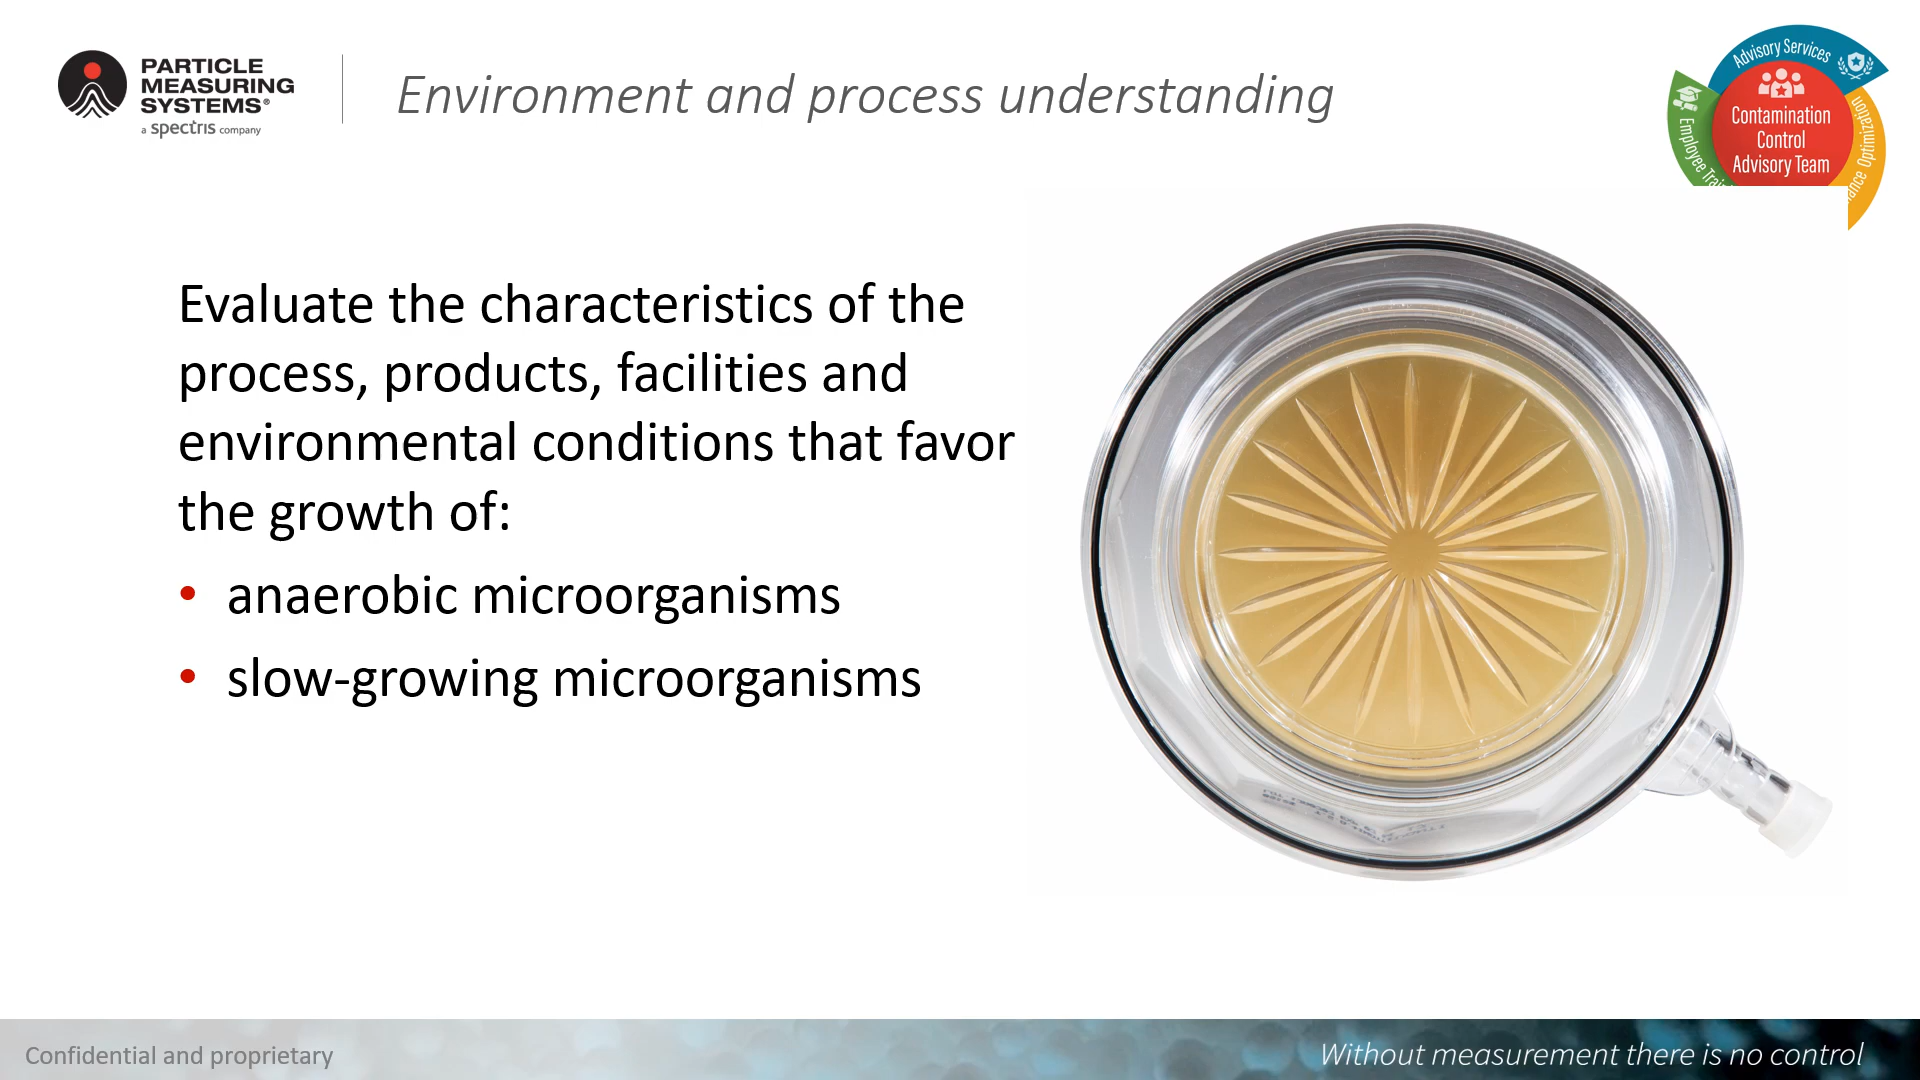 PARTICLE
MEASURING
SYSTEMS®
a spectris company
Environment and process understanding
Advisory Services
Contamination
Control
Advisory Team
Employee
Optimization
Evaluate the characteristics of the
process, products, facilities and
environmental conditions that favor
the growth of:
• anaerobic microorganisms
• slow-growing microorganisms
Confidential and proprietary
Without measurement there is no control